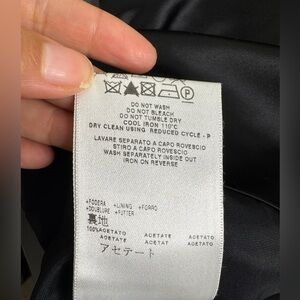 P
DO NOT WASH
DO NOT BLEACH
DO NOT TUMBLE DRY
COOL IRON 110°C
DRY CLEAN USING REDUCED CYCLE - P
LAVARE SEPARATO A CAPO ROVESCIO
STIRO A CAPO ROVESCIO
WASH SEPARATELY INSIDE OUT
IRON ON REVERSE
+FODERA +LINING +FORRO
+DOUBLURE +FUTTER
裏地
100%ACETATO ACETATE ACETATO
ACETATE ACETAT ACETATE
アセテート